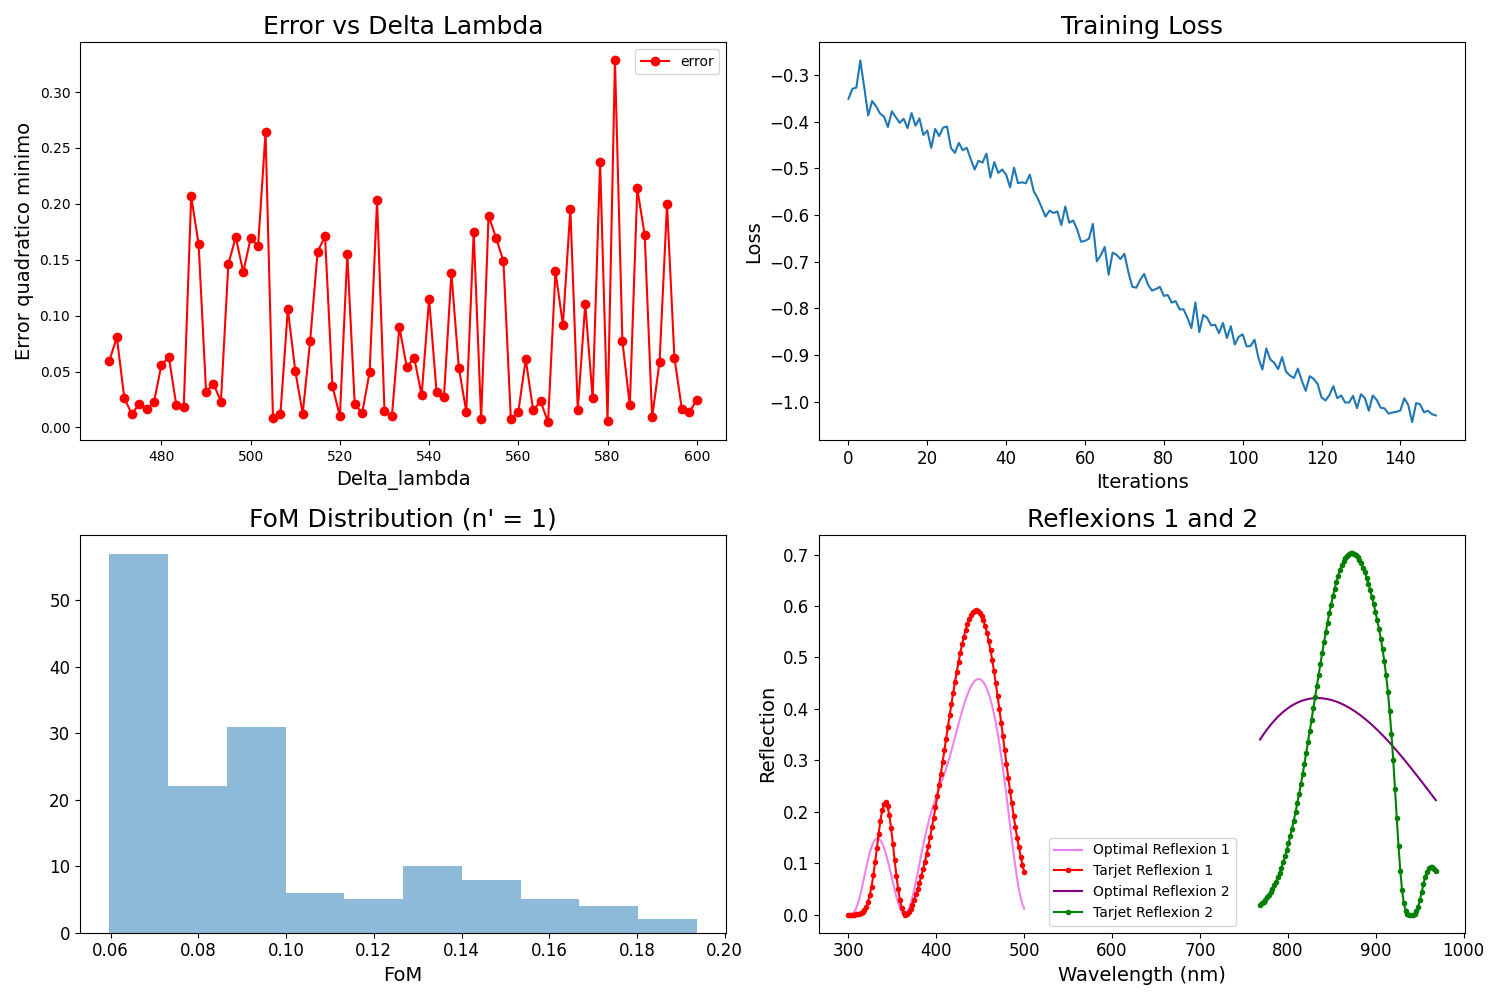 Error vs Delta Lambda
error
Error quadratico minimo
0.30
0.25
0.20
0.15
0.10
0.05
0.00
480 500 520 540 560 580 600
Delta_lambda
Training Loss
Loss
−0.3
−0.4
−0.5
−0.6
−0.7
−0.8
−0.9
−1.0
0 20 40 60 80 100 120 140
Iterations
FoM Distribution (n' = 1)
50
40
30
20
10
0
0.06 0.08 0.10 0.12 0.14 0.16 0.18 0.20
FoM
Reflexions 1 and 2
Reflection
0.7
0.6
0.5
0.4
0.3
0.2
0.1
0.0
Optimal Reflexion 1
Tarjet Reflexion 1
Optimal Reflexion 2
Tarjet Reflexion 2
300 400 500 600 700 800 900 1000
Wavelength (nm)